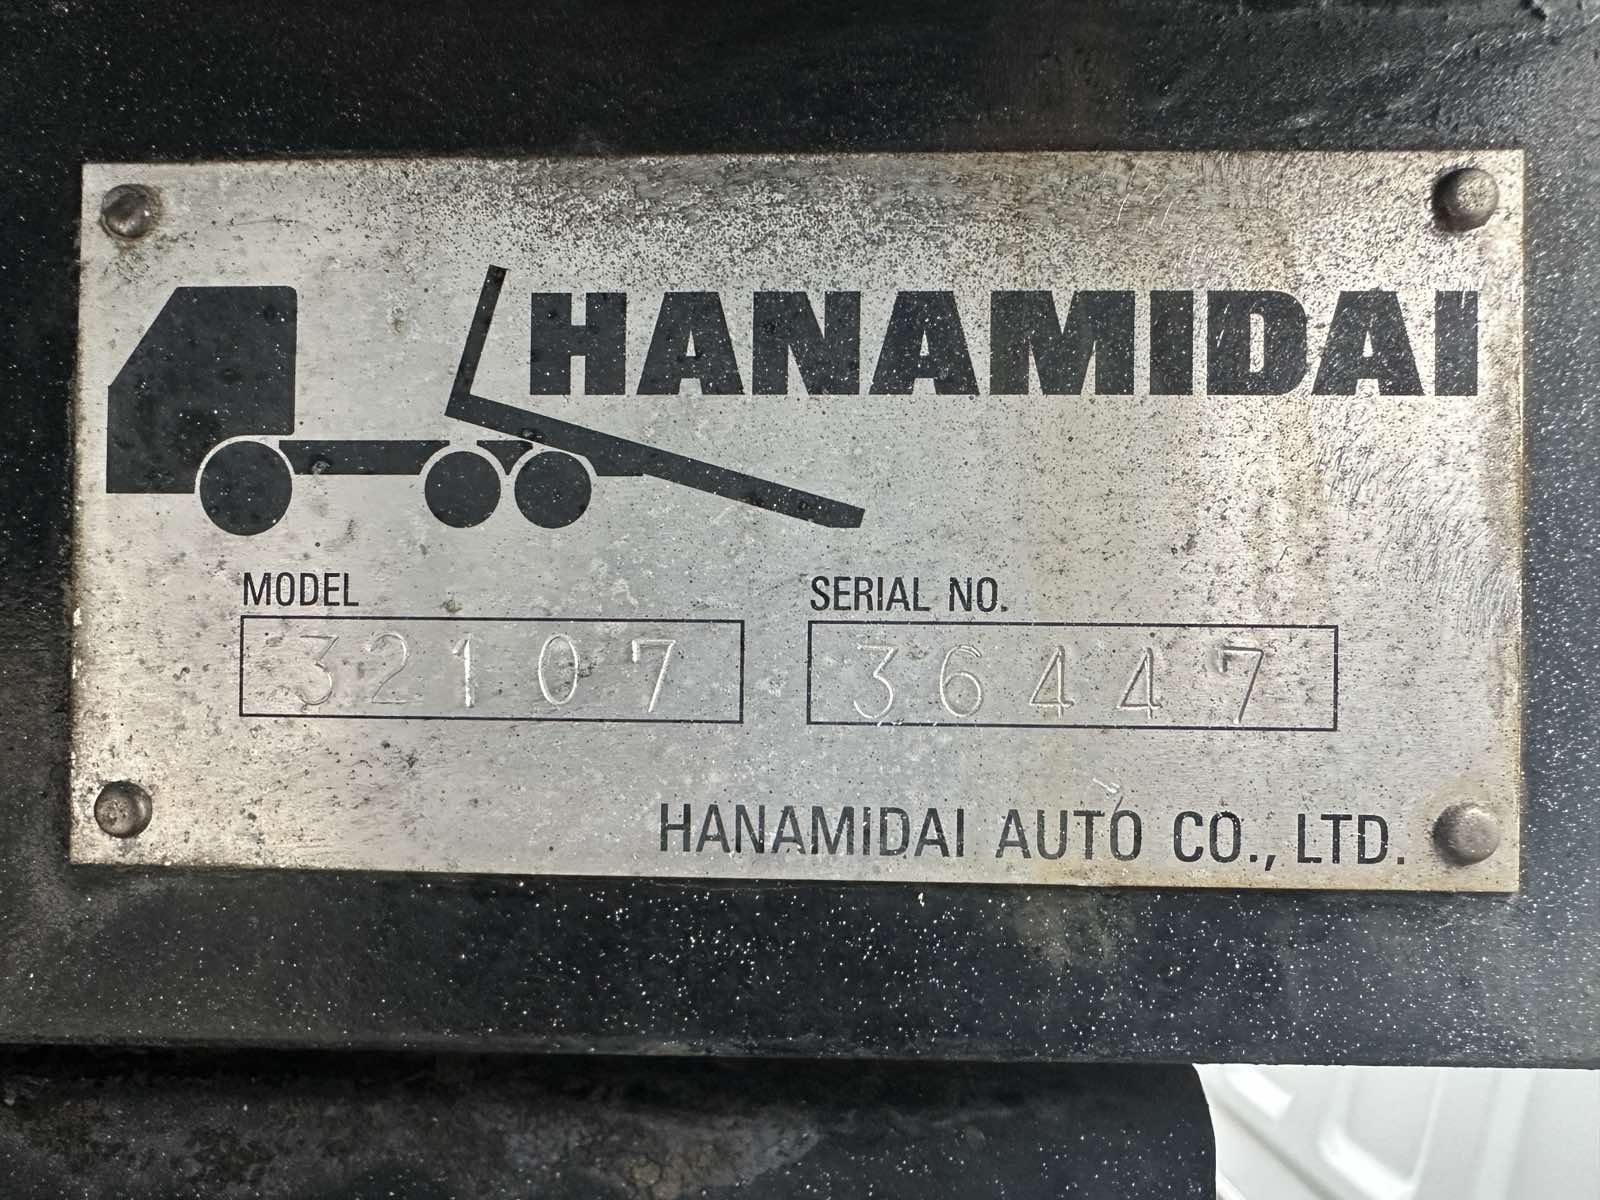 HANAMIDAI
MODEL SERIAL NO.
32107 36447
HANAMIDAI AUTO CO., LTD.